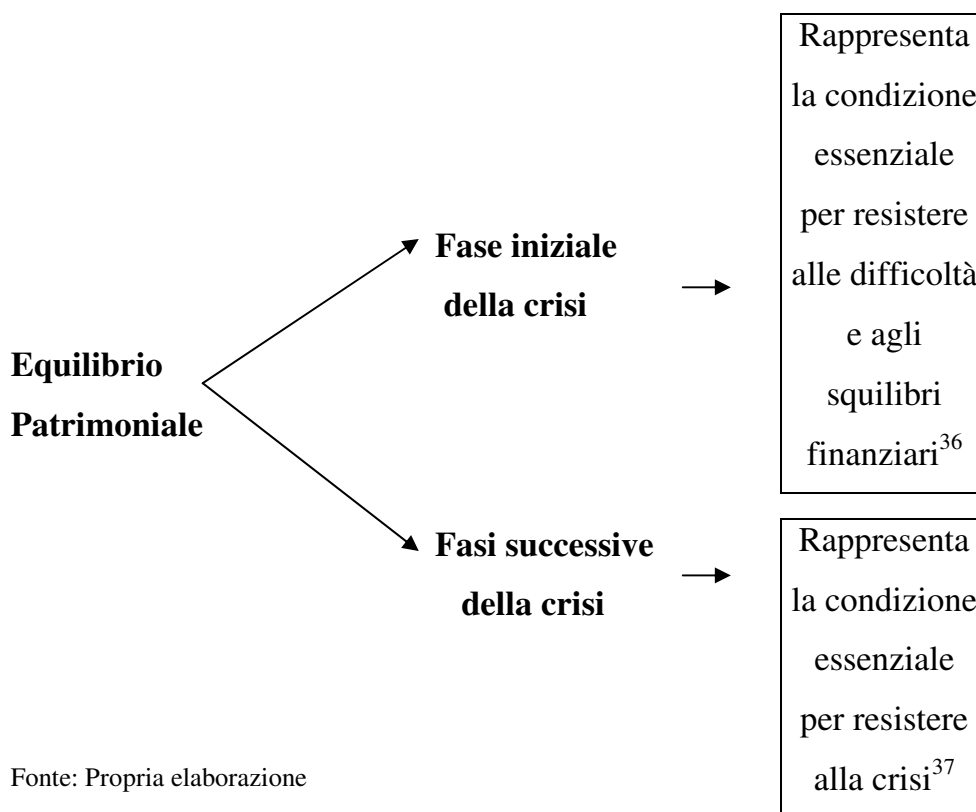 Equilibrio
Patrimoniale
Fase iniziale
della crisi
Rappresenta
la condizione
essenziale
per resistere
alle difficoltà
e agli
squilibri
finanziari36
Fasi successive
della crisi
Rappresenta
la condizione
essenziale
per resistere
alla crisi37
Fonte: Propria elaborazione